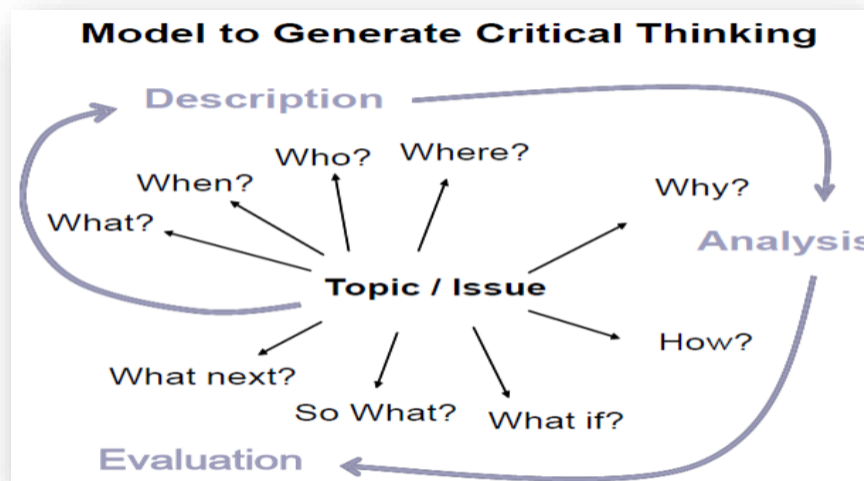 Model to Generate Critical Thinking
Description
Who? Where?
When?
Why?
What?
Analysis
Topic / Issue
How?
What next?
So What?
What if?
Evaluation